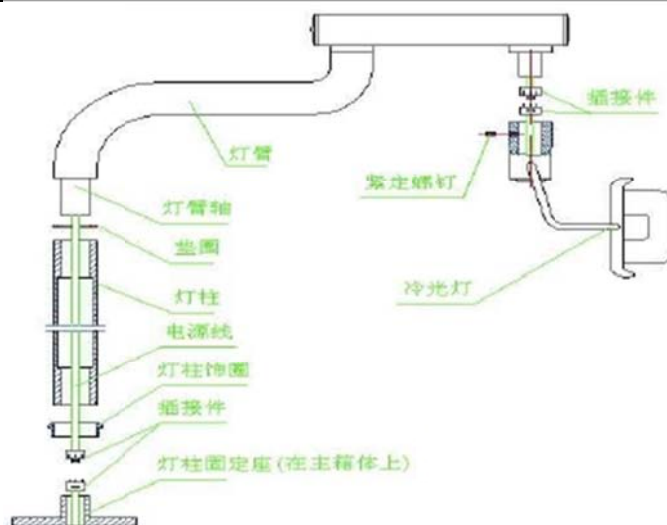 插接件
灯臂
紧定螺钉
灯臂轴
垫圈
冷光灯
灯柱
电源线
灯柱饰圈
插接件
灯柱固定座(在主箱体上)